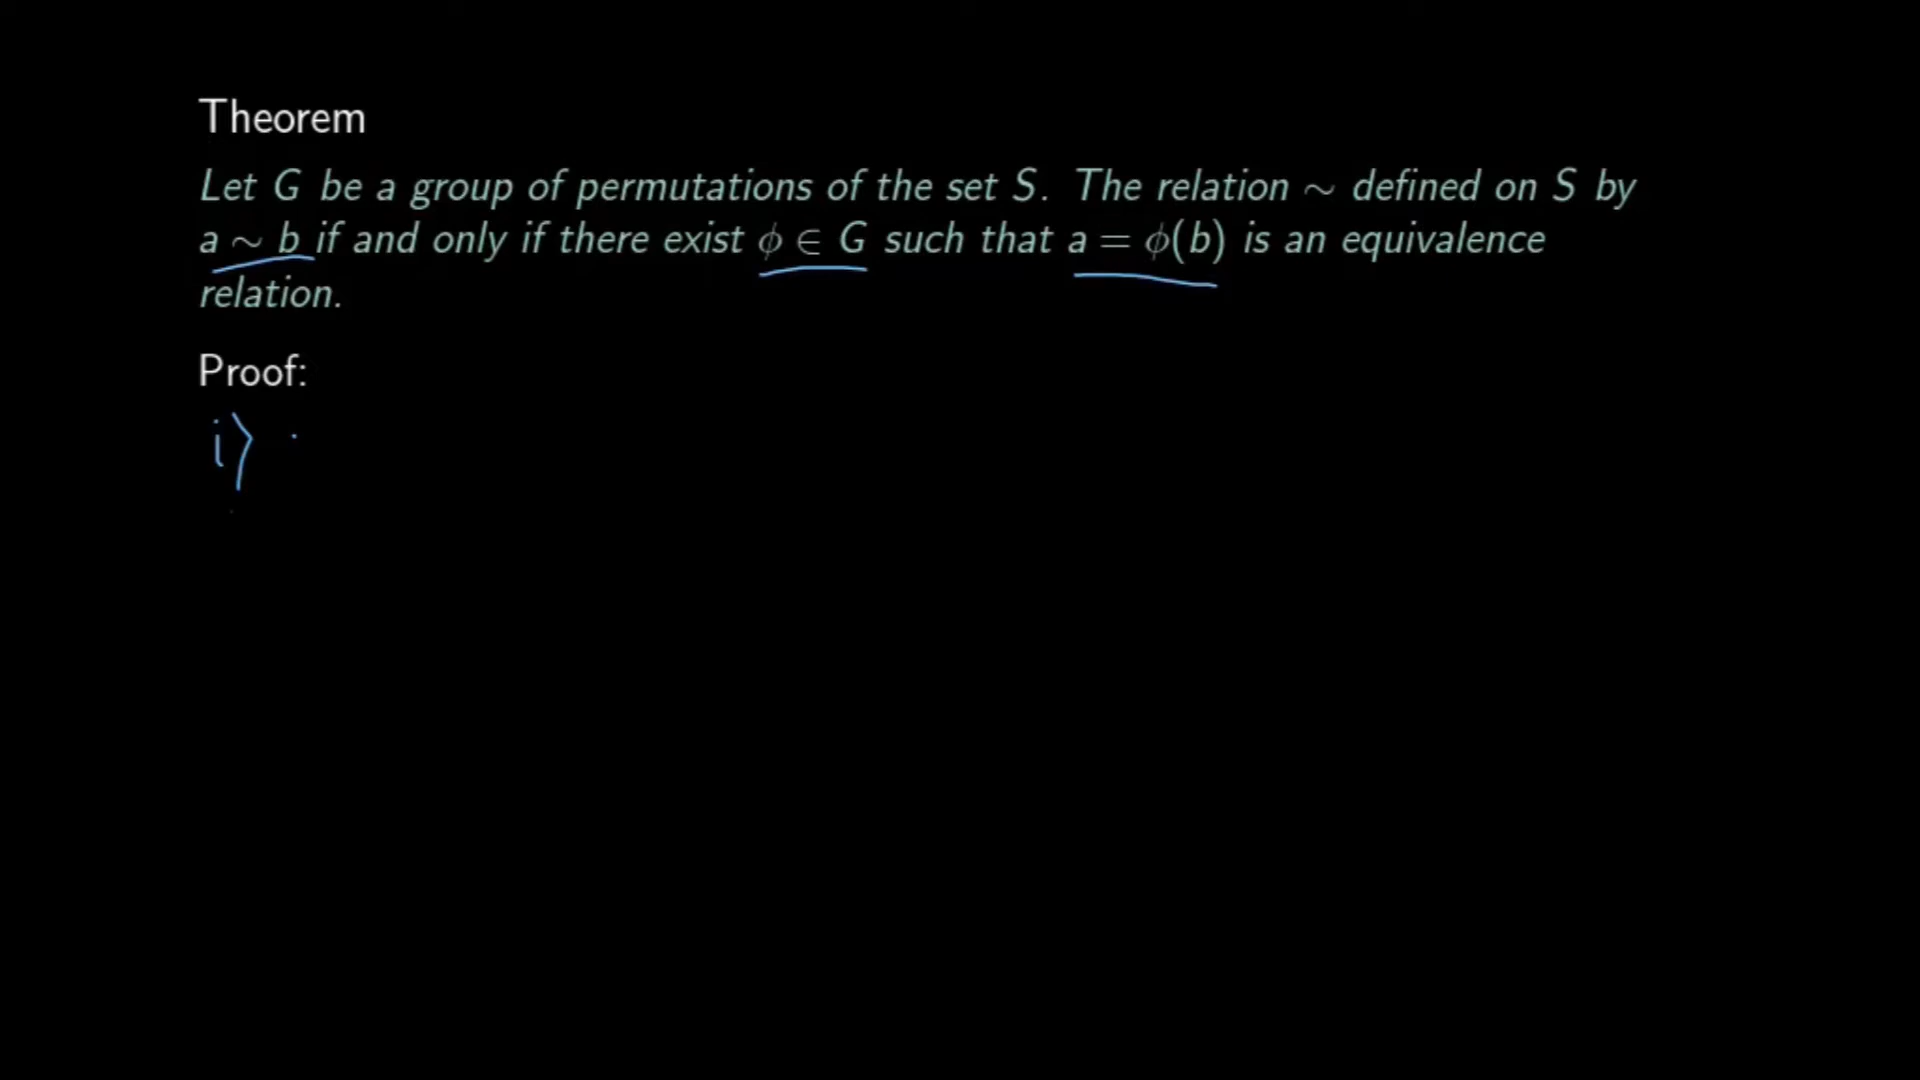 Theorem
Let G be a group of permutations of the set S. The relation ∼ defined on S by
a ∼ b if and only if there exist ϕ ∈ G such that a = ϕ(b) is an equivalence
relation.
Proof:
i)